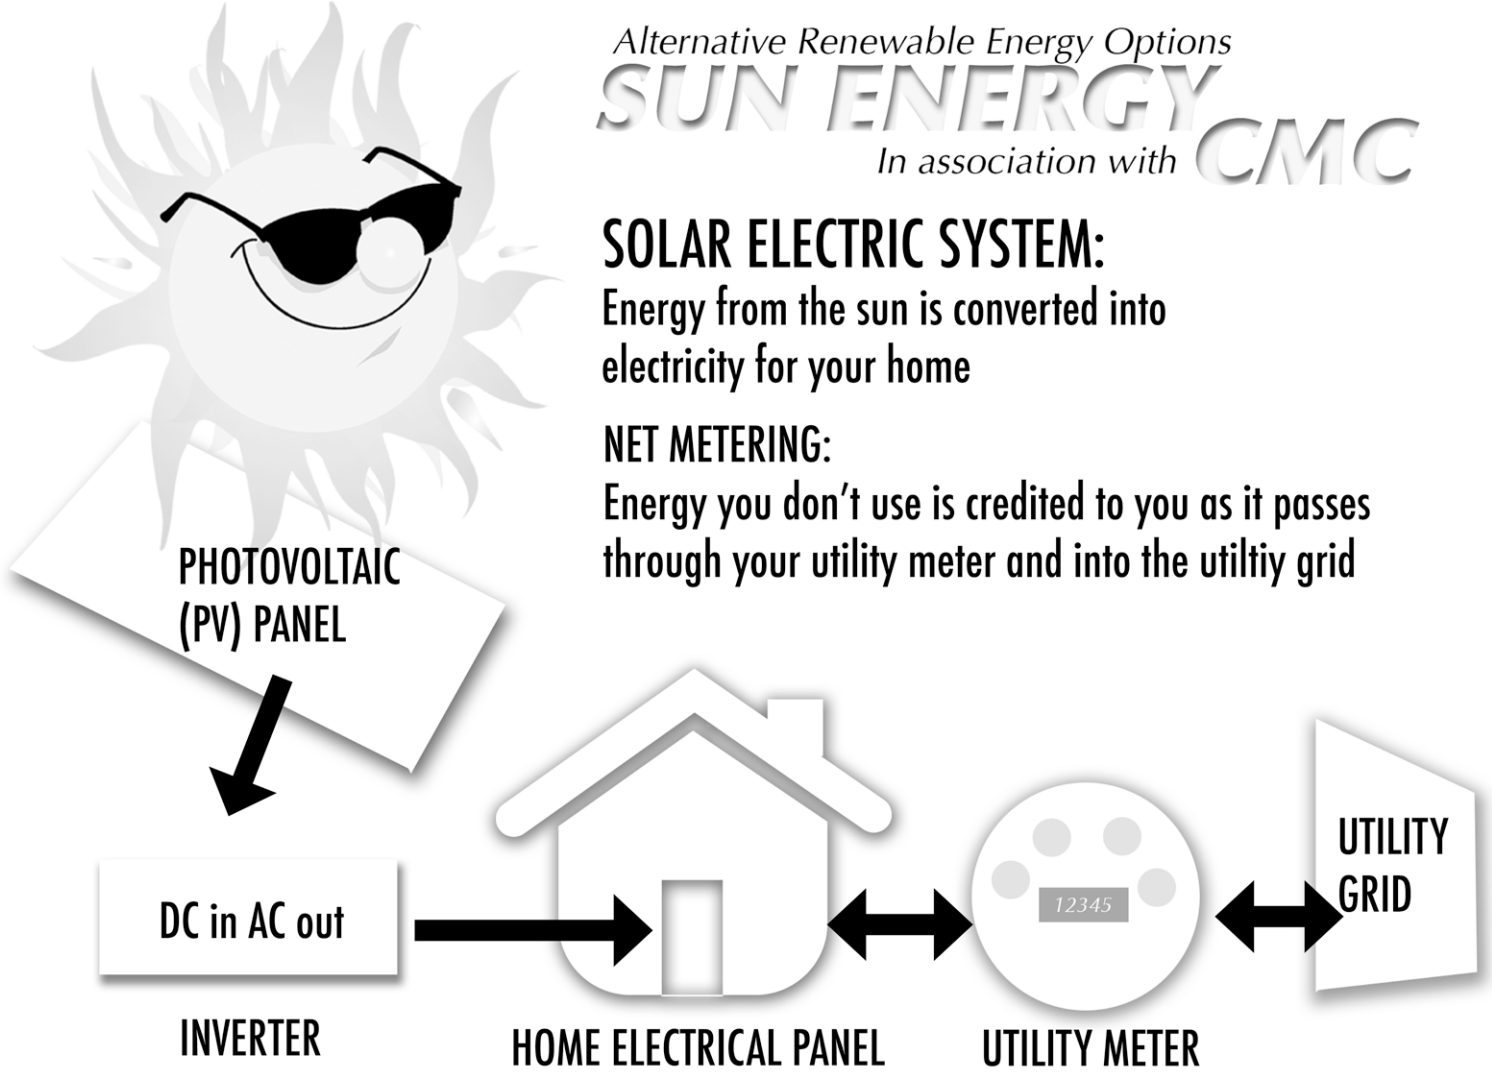 Alternative Renewable Energy Options
SUN ENERGY
In association with CMC
SOLAR ELECTRIC SYSTEM:
Energy from the sun is converted into
electricity for your home
NET METERING:
Energy you don’t use is credited to you as it passes
through your utility meter and into the utiltiy grid
PHOTOVOLTAIC
(PV) PANEL
DC in AC out
INVERTER
HOME ELECTRICAL PANEL
12345
UTILITY METER
UTILITY
GRID